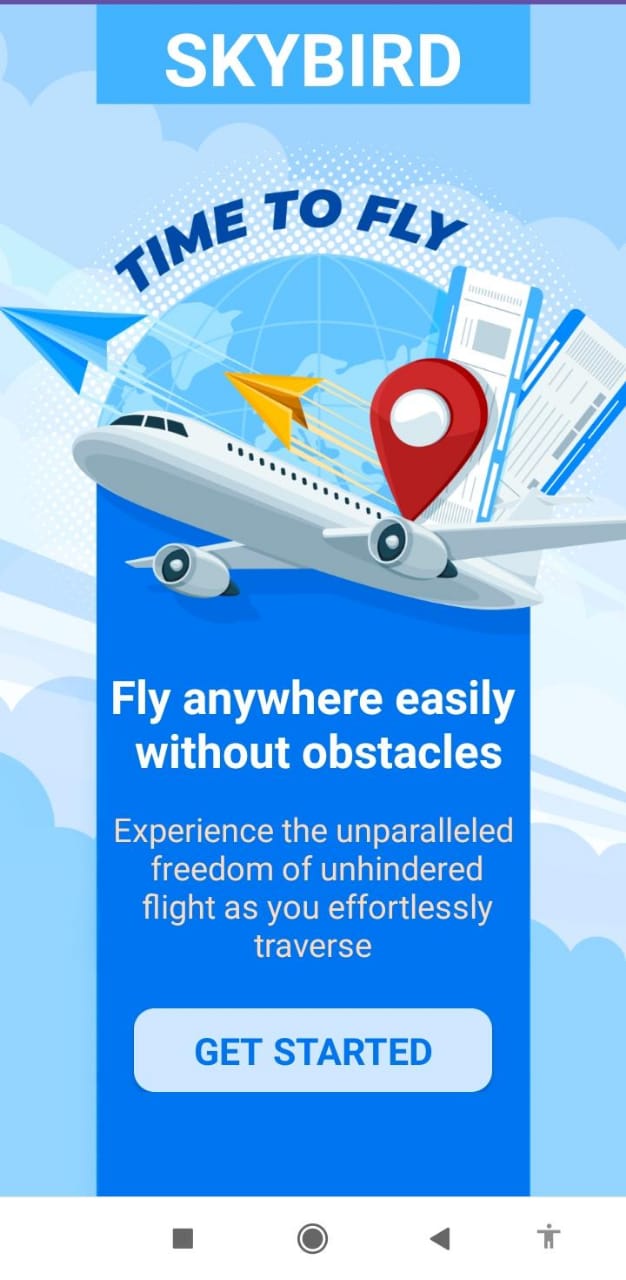 SKYBIRD
TIME TO FLY
Fly anywhere easily
without obstacles
Experience the unparalleled
freedom of unhindered
flight as you effortlessly
traverse
GET STARTED